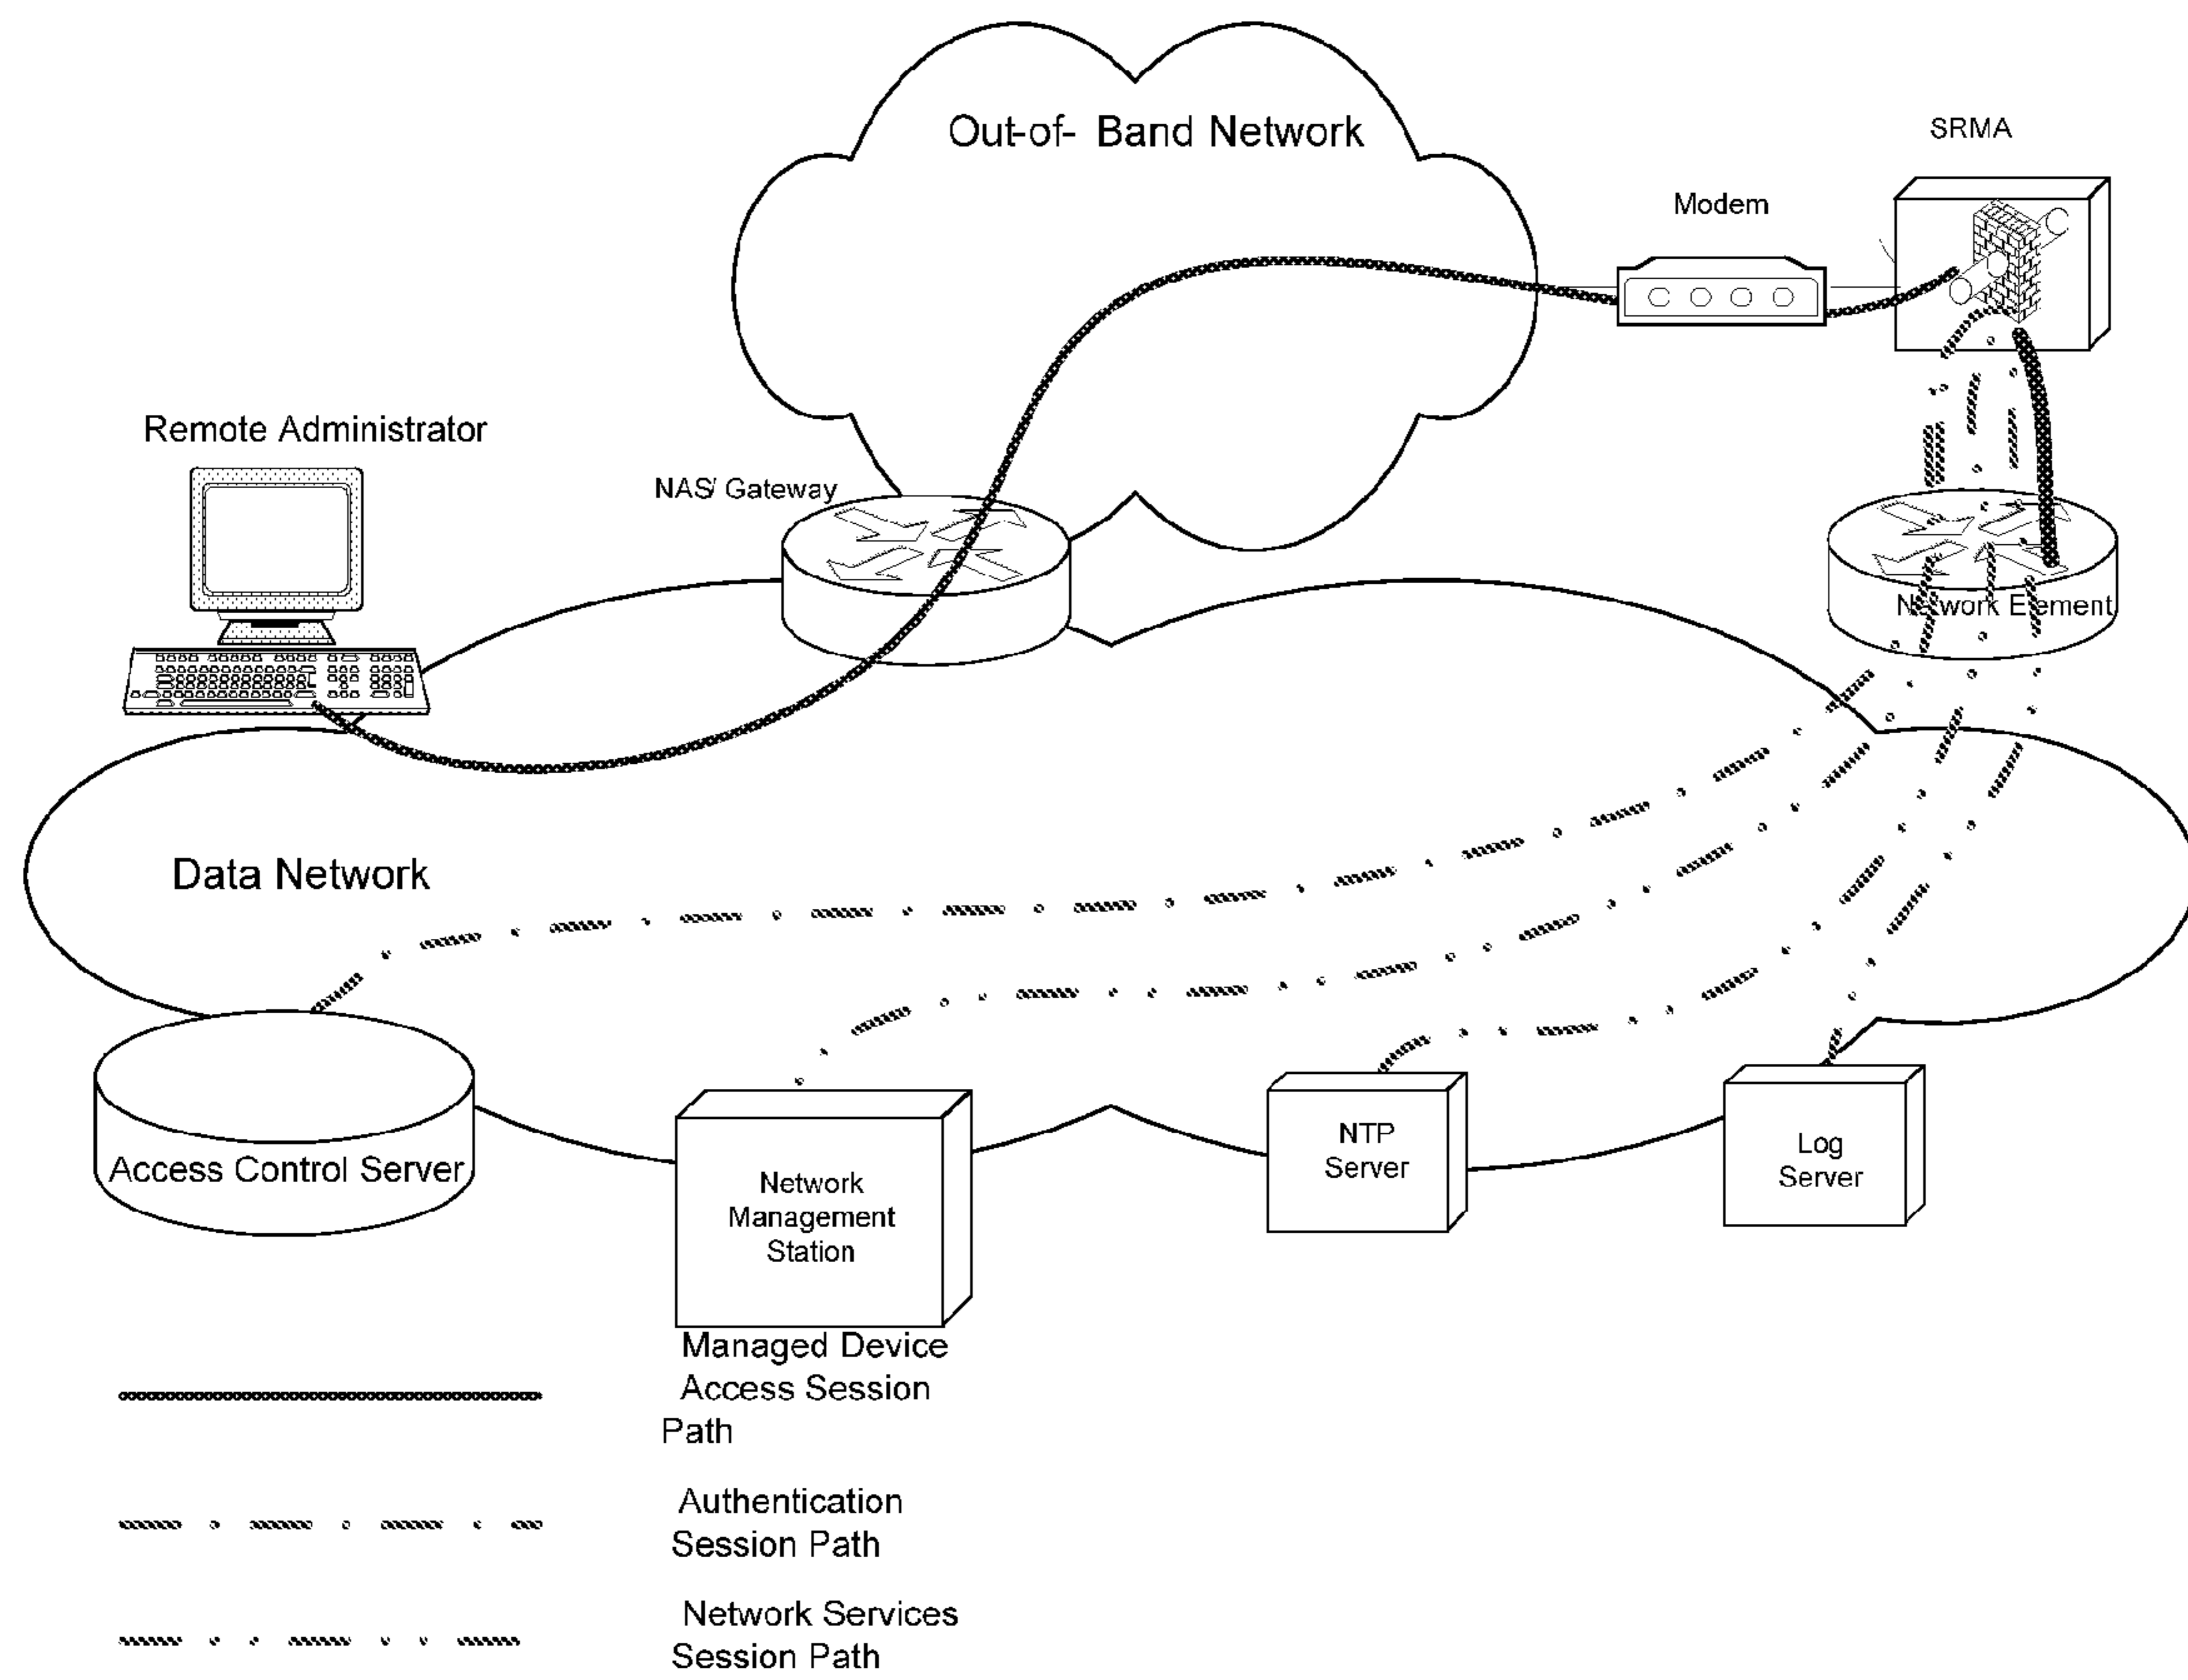 Out-of- Band Network
SRMA
Modem
Remote Administrator
NAS/ Gateway
Network Element
Data Network
Access Control Server
Network
Management
Station
NTP
Server
Log
Server
Managed Device
Access Session
Path
Authentication
Session Path
Network Services
Session Path